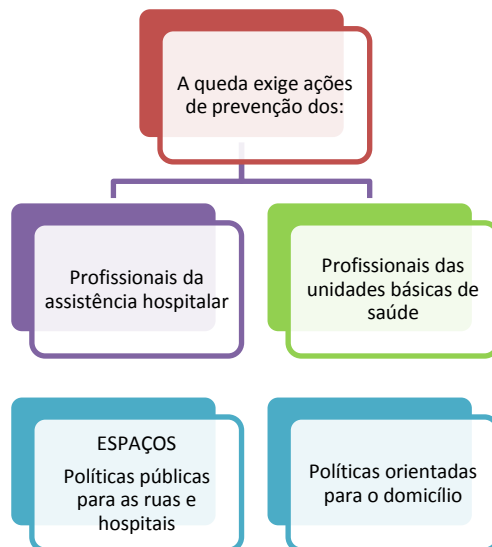 A queda exige ações
de prevenção dos:
Profissionais da
assistência hospitalar
Profissionais das
unidades básicas de
saúde
ESPAÇOS
Políticas públicas
para as ruas e
hospitais
Políticas orientadas
para o domicílio